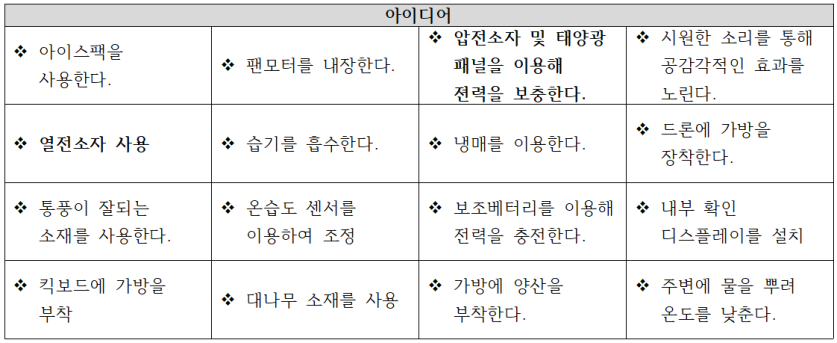 아이디어
❖ 아이스팩을
사용한다.
❖ 팬모터를 내장한다.
❖ 압전소자 및 태양광
패널을 이용해
전력을 보충한다.
❖ 시원한 소리를 통해
공감각적인 효과를
노린다.
❖ 열전소자 사용
❖ 습기를 흡수한다.
❖ 냉매를 이용한다.
❖ 드론에 가방을
장착한다.
❖ 통풍이 잘되는
소재를 사용한다.
❖ 온습도 센서를
이용하여 조정
❖ 보조베터리를 이용해
전력을 충전한다.
❖ 내부 확인
디스플레이를 설치
❖ 킥보드에 가방을
부착
❖ 대나무 소재를 사용
❖ 가방에 양산을
부착한다.
❖ 주변에 물을 뿌려
온도를 낮춘다.